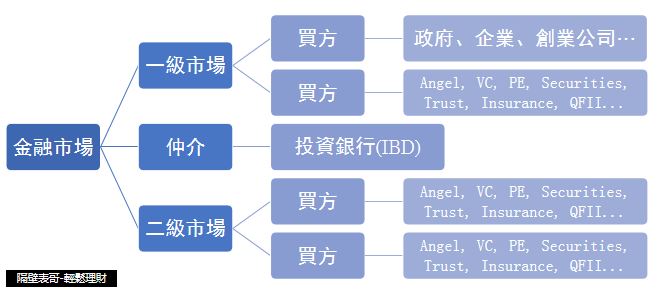 金融市場
一級市場
買方
政府、企業、創業公司…
買方
Angel, VC, PE, Securities,
Trust, Insurance, QFII...
仲介
投資銀行(IBD)
二級市場
買方
Angel, VC, PE, Securities,
Trust, Insurance, QFII...
買方
Angel, VC, PE, Securities,
Trust, Insurance, QFII...
隔壁表哥-輕鬆理財